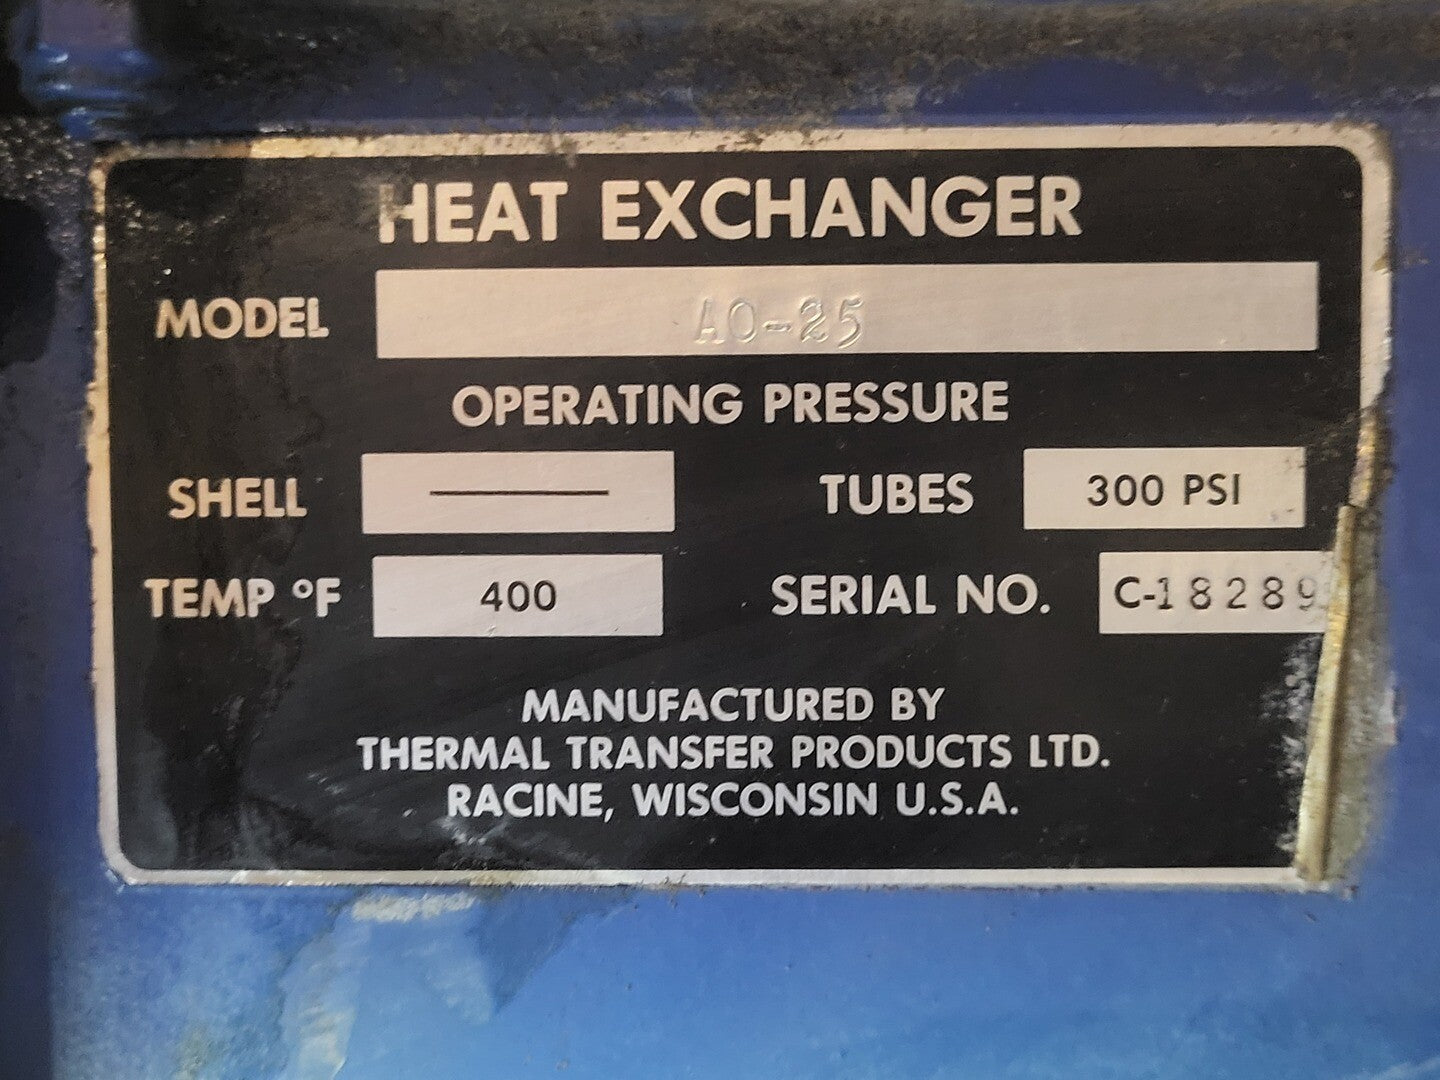 HEAT EXCHANGER
MODEL AO-25
OPERATING PRESSURE
SHELL — TUBES 300 PSI
TEMP °F 400 SERIAL NO. C-18289
MANUFACTURED BY
THERMAL TRANSFER PRODUCTS LTD.
RACINE, WISCONSIN U.S.A.